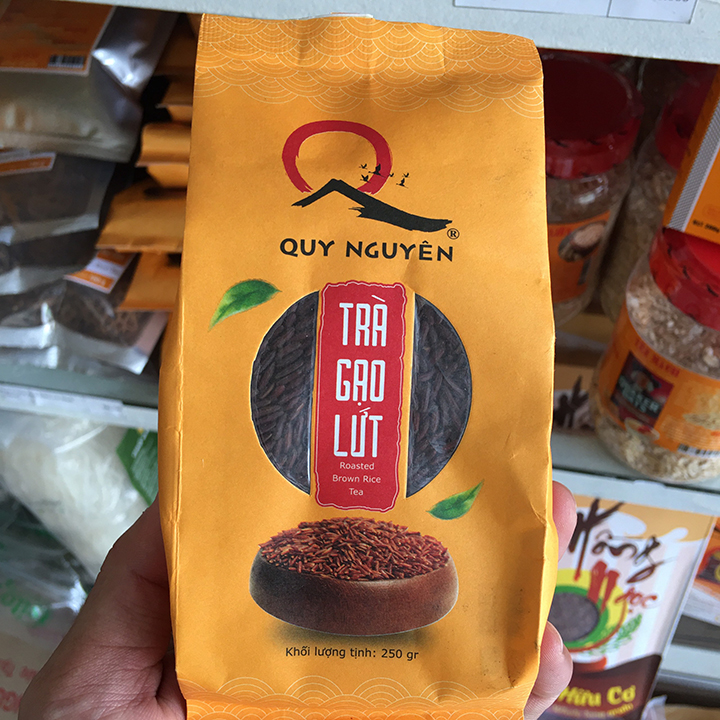 QUY NGUYÊN
®
TRÀ
GẠO
LỨT
Roasted
Brown Rice
Tea
Khối lượng tịnh: 250 gr
Hữu Cơ